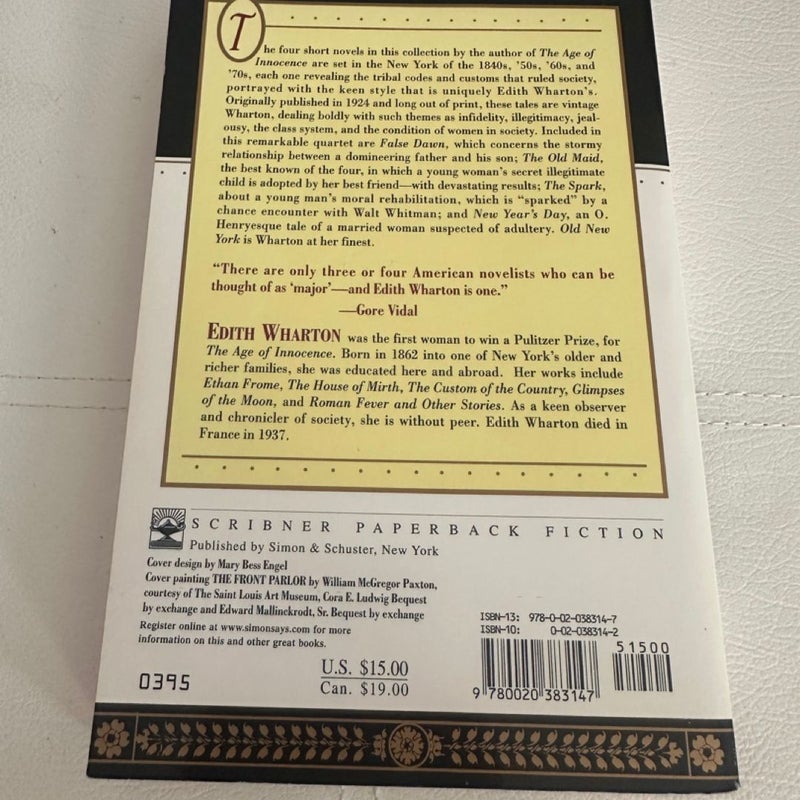 The four short novels in this collection by the author of The Age of
Innocence are set in the New York of the 1840s, '50s, '60s, and
'70s, each one revealing the tribal codes and customs that ruled society,
portrayed with the keen style that is uniquely Edith Wharton's.
Originally published in 1924 and long out of print, these tales are vintage
Wharton, dealing boldly with such themes as infidelity, illegitimacy, jeal-
ousy, the class system, and the condition of women in society. Included in
this remarkable quartet are False Dawn, which concerns the stormy
relationship between a domineering father and his son; The Old Maid,
the best known of the four, in which a young woman's secret illegitimate
child is adopted by her best friend—with devastating results; The Spark,
about a young man's moral rehabilitation, which is "sparked" by a
chance encounter with Walt Whitman; and New Year's Day, an O.
Henryesque tale of a married woman suspected of adultery. Old New
York is Wharton at her finest.
"There are only three or four American novelists who can be
thought of as 'major'—and Edith Wharton is one."
—Gore Vidal
EDITH WHARTON was the first woman to win a Pulitzer Prize, for
The Age of Innocence. Born in 1862 into one of New York's older and
richer families, she was educated here and abroad. Her works include
Ethan Frome, The House of Mirth, The Custom of the Country, Glimpses
of the Moon, and Roman Fever and Other Stories. As a keen observer
and chronicler of society, she is without peer. Edith Wharton died in
France in 1937.
SCRIBNER PAPERBACK FICTION
Published by Simon & Schuster, New York
Cover design by Mary Bess Engel
Cover painting THE FRONT PARLOR by William McGregor Paxton,
courtesy of The Saint Louis Art Museum, Cora E. Ludwig Bequest
by exchange and Edward Mallinckrodt, Sr. Bequest by exchange
Register online at www.simonsays.com for more
information on this and other great books.
0395
U.S. $15.00
Can. $19.00
ISBN-13: 978-0-02-038314-7
ISBN-10: 0-02-038314-2
51500
9 780020 383147